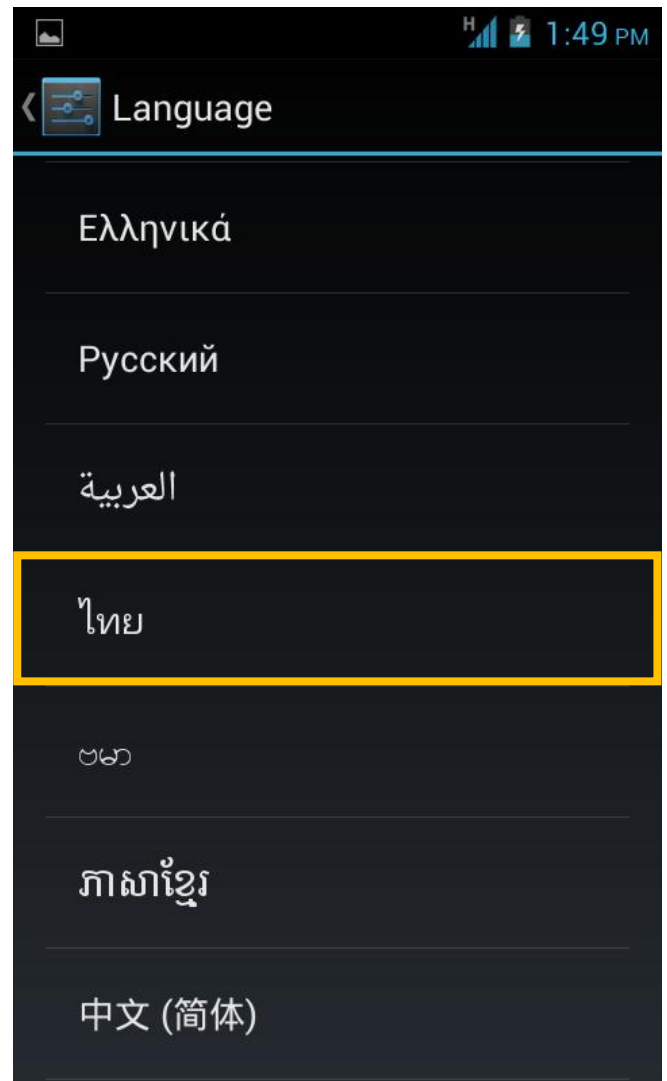 H 1:49 PM
Language
Ελληνικά
Русский
العربية
ไทย
ဗမာ
ភាសាខ្មែរ
中文 (简体)